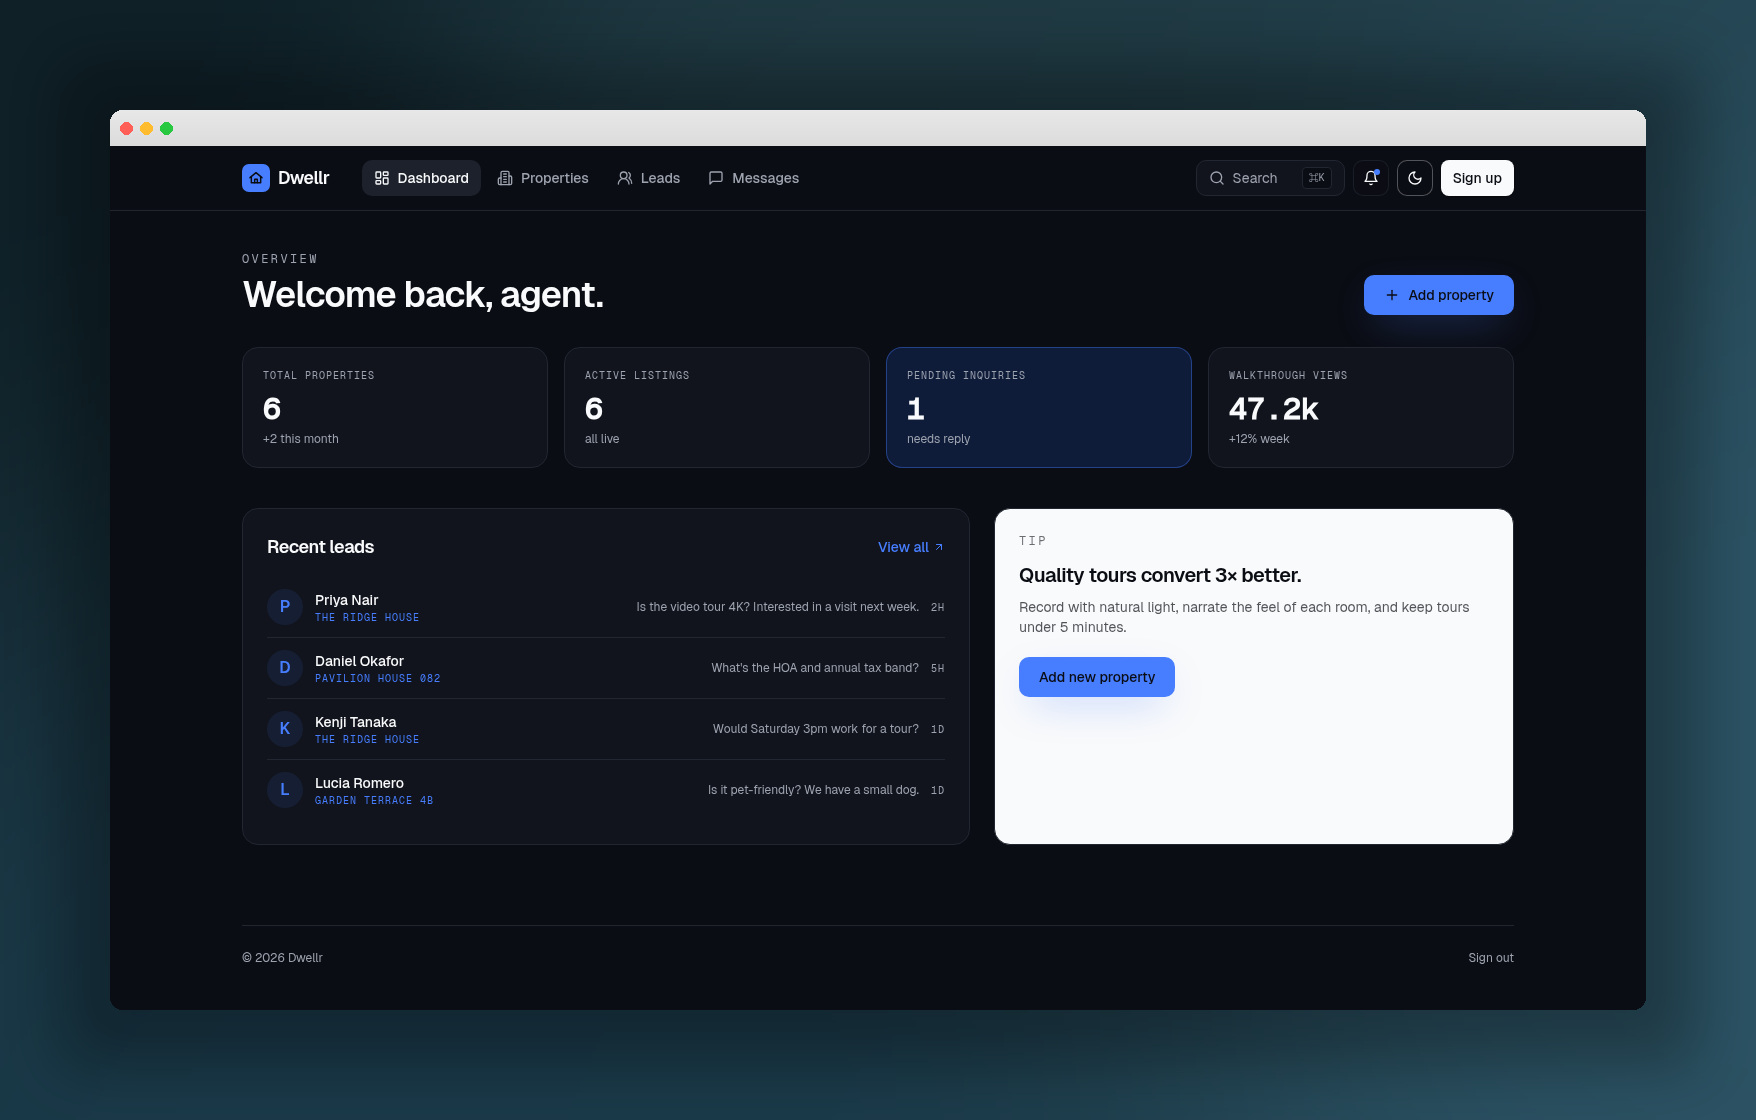 Dwellr
Dashboard
Properties
Leads
Messages
Search
⌘K
Sign up
OVERVIEW
Welcome back, agent.
Add property
TOTAL PROPERTIES
6
+2 this month
ACTIVE LISTINGS
6
all live
PENDING INQUIRIES
1
needs reply
WALKTHROUGH VIEWS
47.2k
+12% week
Recent leads
View all
P
Priya Nair
THE RIDGE HOUSE
Is the video tour 4K? Interested in a visit next week.
2H
D
Daniel Okafor
PAVILION HOUSE 082
What's the HOA and annual tax band?
5H
K
Kenji Tanaka
THE RIDGE HOUSE
Would Saturday 3pm work for a tour?
1D
L
Lucia Romero
GARDEN TERRACE 4B
Is it pet-friendly? We have a small dog.
1D
TIP
Quality tours convert 3× better.
Record with natural light, narrate the feel of each room, and keep tours
under 5 minutes.
Add new property
© 2026 Dwellr
Sign out